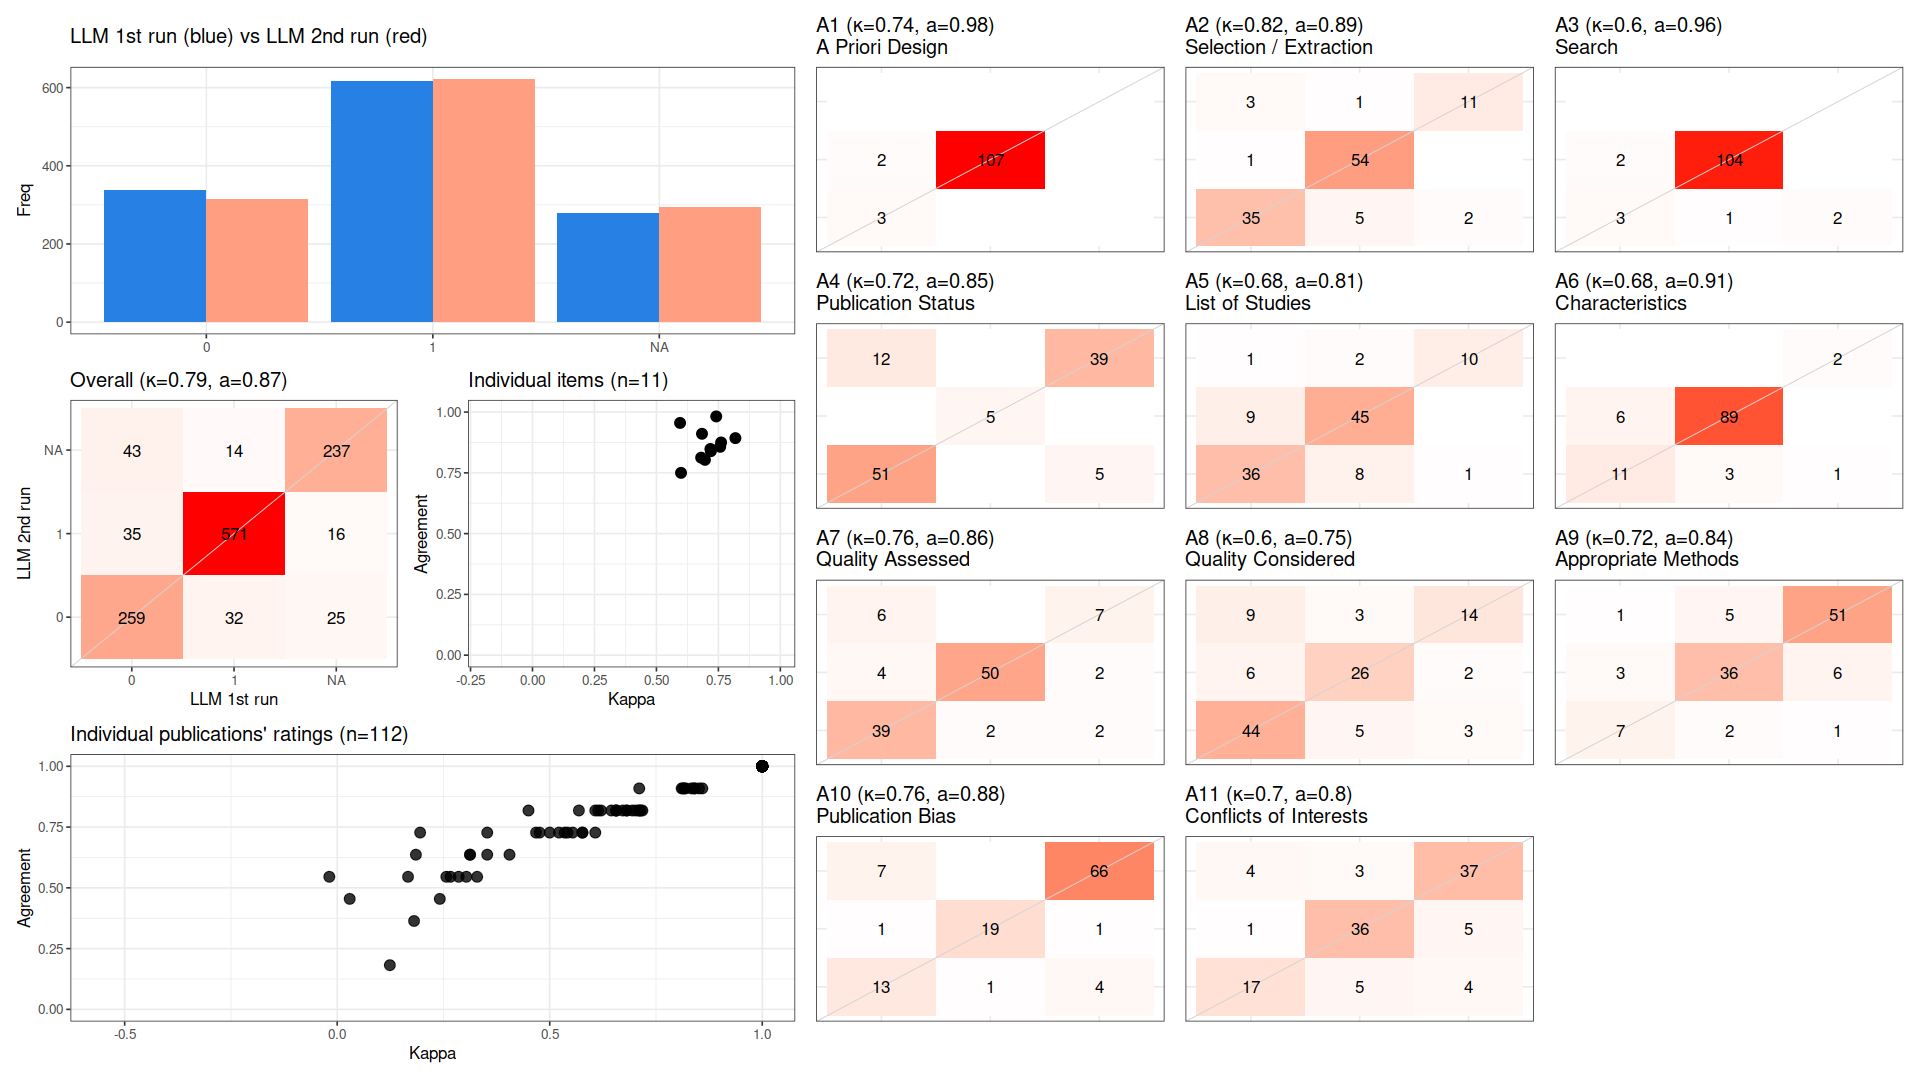 LLM 1st run (blue) vs LLM 2nd run (red)
Freq
600
400
200
0
0 1 NA
Overall (κ=0.79, a=0.87)
LLM 2nd run
NA 43 14 237
1 35 571 16
0 259 32 25
0 1 NA
LLM 1st run
Individual items (n=11)
Agreement
1.00
0.75
0.50
0.25
0.00
-0.25 0.00 0.25 0.50 0.75 1.00
Kappa
Individual publications' ratings (n=112)
Agreement
1.00
0.75
0.50
0.25
0.00
-0.5 0.0 0.5 1.0
Kappa
A1 (κ=0.74, a=0.98)
A Priori Design
2 107
3
A2 (κ=0.82, a=0.89)
Selection / Extraction
3 1 11
1 54
35 5 2
A3 (κ=0.6, a=0.96)
Search
2 104
3 1 2
A4 (κ=0.72, a=0.85)
Publication Status
12 39
5
51 5
A5 (κ=0.68, a=0.81)
List of Studies
1 2 10
9 45
36 8 1
A6 (κ=0.68, a=0.91)
Characteristics
2
6 89
11 3 1
A7 (κ=0.76, a=0.86)
Quality Assessed
6 7
4 50 2
39 2 2
A8 (κ=0.6, a=0.75)
Quality Considered
9 3 14
6 26 2
44 5 3
A9 (κ=0.72, a=0.84)
Appropriate Methods
1 5 51
3 36 6
7 2 1
A10 (κ=0.76, a=0.88)
Publication Bias
7 66
1 19 1
13 1 4
A11 (κ=0.7, a=0.8)
Conflicts of Interests
4 3 37
1 36 5
17 5 4